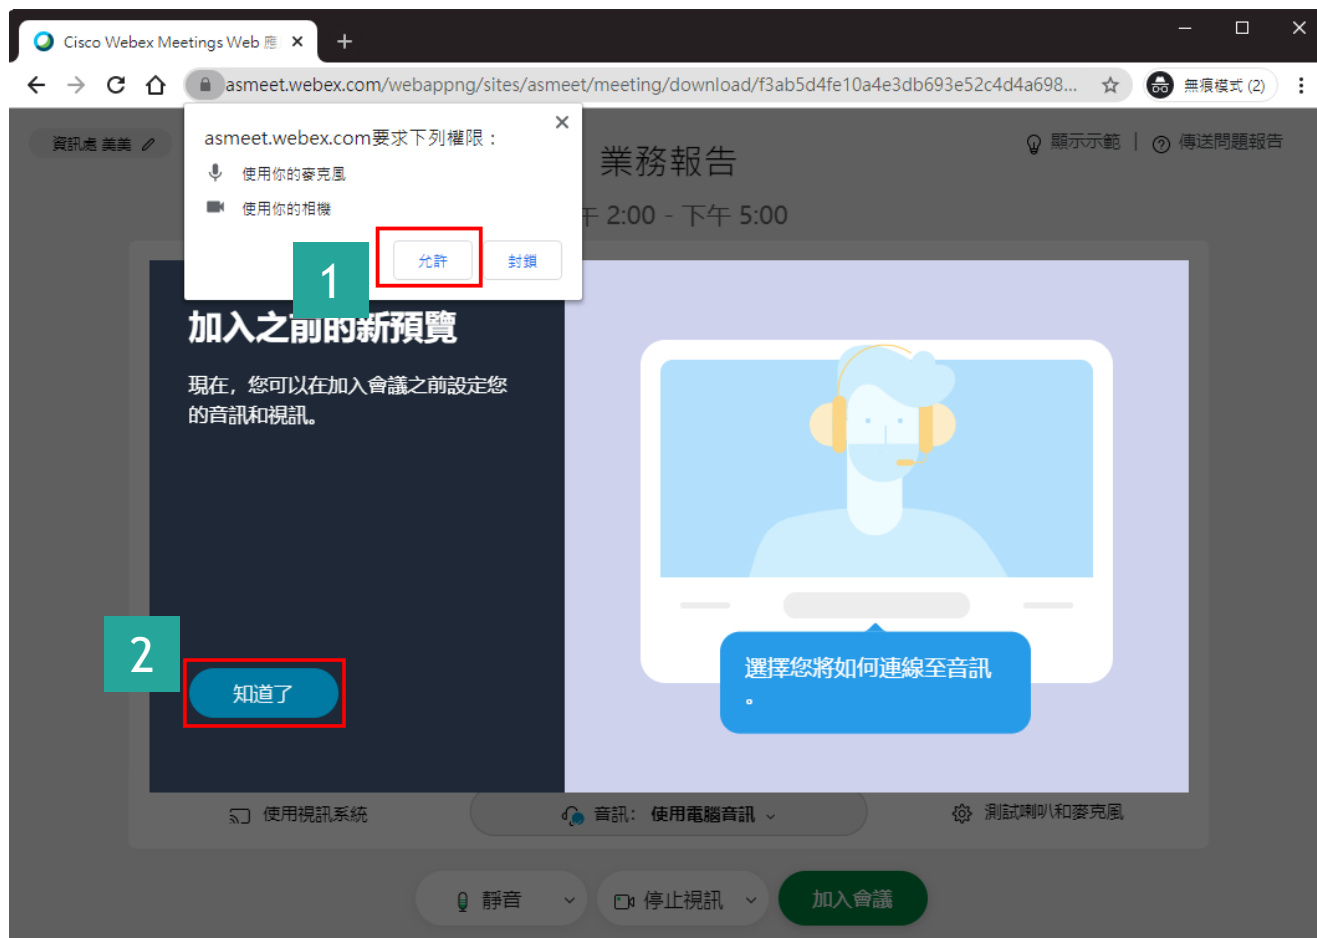 Cisco Webex Meetings Web 應
asmeet.webex.com/webappng/sites/asmeet/meeting/download/f3ab5d4fe10a4e3db693e52c4d4a698...
無痕模式 (2)
資訊處 美美
業務報告
顯示示範
傳送問題報告
午 2:00 - 下午 5:00
asmeet.webex.com要求下列權限：
使用你的麥克風
使用你的相機
允許
封鎖
1
加入之前的新預覽
現在，您可以在加入會議之前設定您
的音訊和視訊。
2
知道了
選擇您將如何連線至音訊
。
使用視訊系統
音訊： 使用電腦音訊
測試喇叭和麥克風
靜音
停止視訊
加入會議